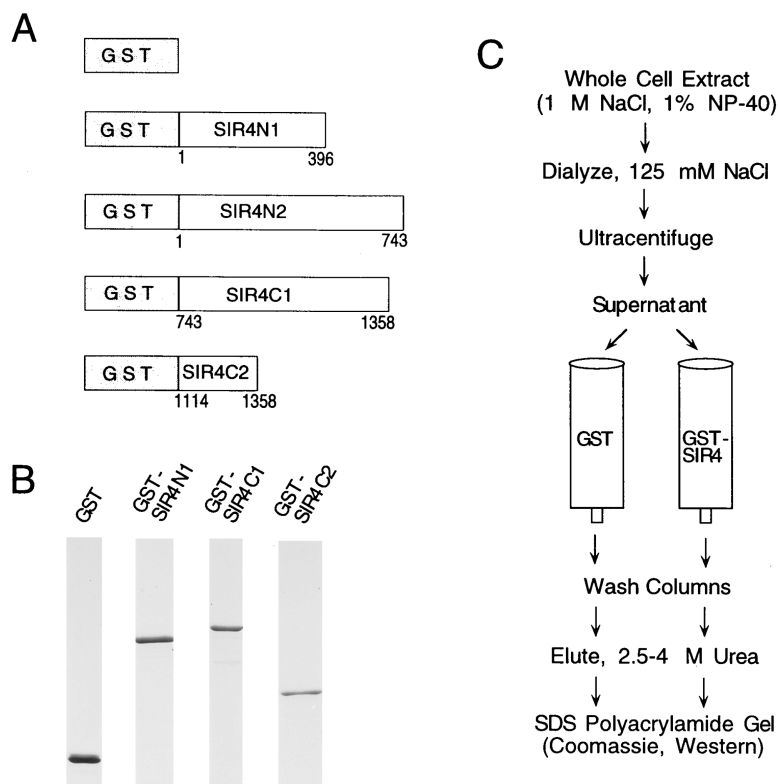 A
GST
GST SIR4N1
1 396
GST SIR4N2
1 743
GST SIR4C1
743 1358
GST SIR4C2
1114 1358
B
GST
GST-
SIR4N1
GST-
SIR4C1
GST-
SIR4C2
C
Whole Cell Extract
(1 M NaCl, 1% NP-40)
Dialyze, 125 mM NaCl
Ultracentifuge
Supernatant
GST
GST-
SIR4
Wash Columns
Elute, 2.5-4 M Urea
SDS Polyacrylamide Gel
(Coomassie, Western)